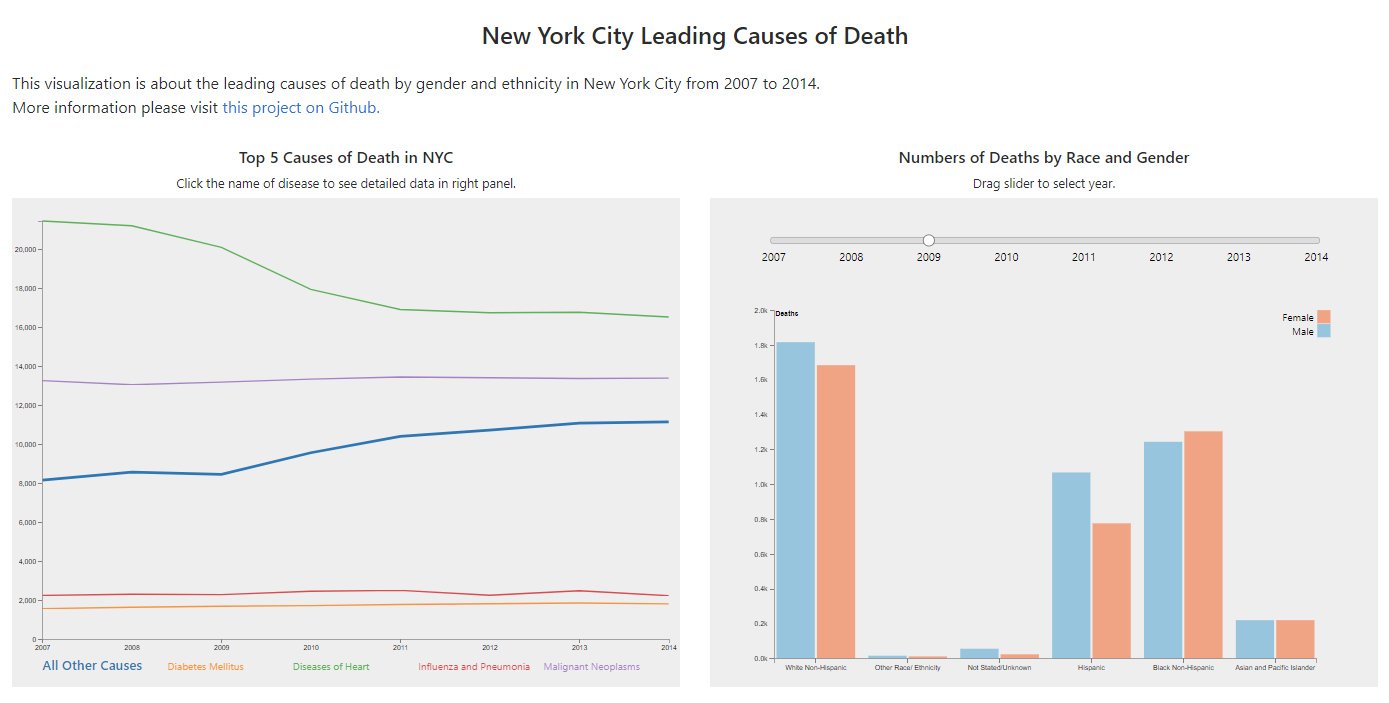 New York City Leading Causes of Death
This visualization is about the leading causes of death by gender and ethnicity in New York City from 2007 to 2014.
More information please visit this project on Github.
Top 5 Causes of Death in NYC
Click the name of disease to see detailed data in right panel.
20,000
18,000
16,000
14,000
12,000
10,000
8,000
6,000
4,000
2,000
0
2007 2008 2009 2010 2011 2012 2013 2014
All Other Causes Diabetes Mellitus Diseases of Heart Influenza and Pneumonia Malignant Neoplasms
Numbers of Deaths by Race and Gender
Drag slider to select year.
2007 2008 2009 2010 2011 2012 2013 2014
Deaths
Female
Male
2.0k
1.8k
1.6k
1.4k
1.2k
1.0k
0.8k
0.6k
0.4k
0.2k
0.0k
White Non-Hispanic Other Race/ Ethnicity Not Stated/Unknown Hispanic Black Non-Hispanic Asian and Pacific Islander